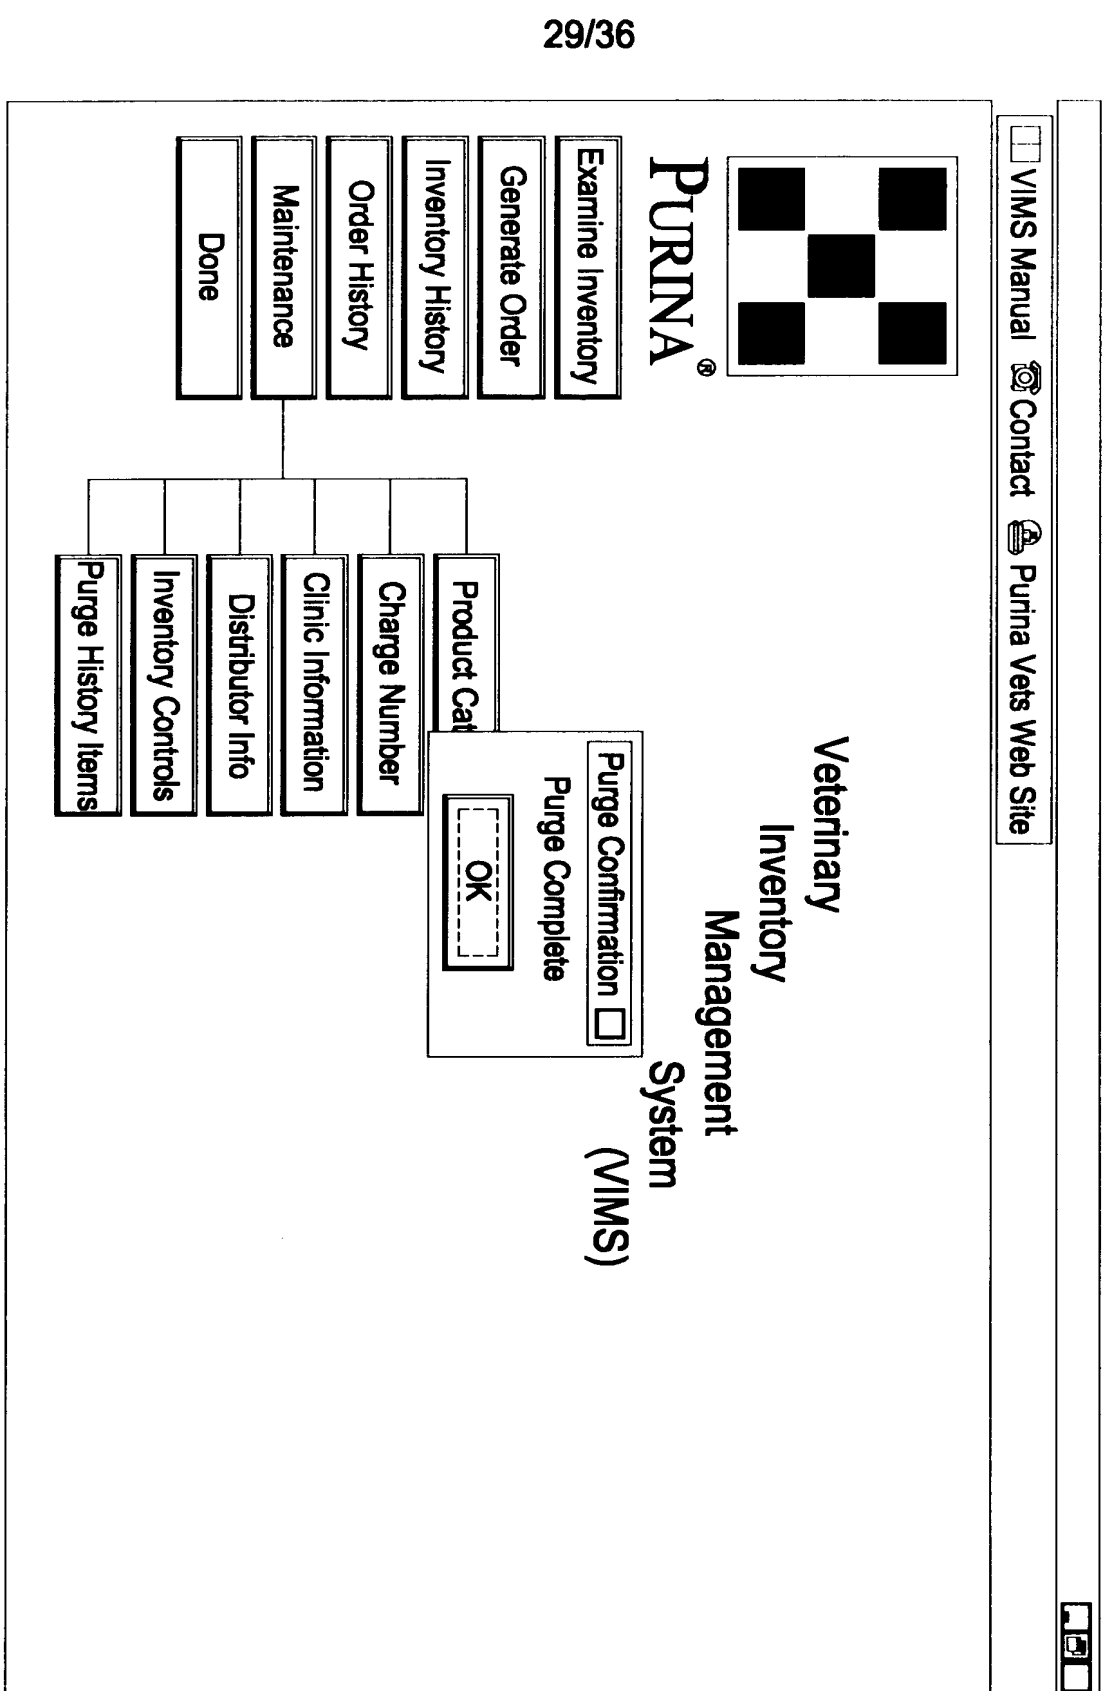 29/36
VIMS Manual Contact Purina Vets Web Site
PURINA®
Veterinary
Inventory
Management
System
(VIMS)
Examine Inventory
Generate Order
Inventory History
Order History
Maintenance
Done
Product Cat
Charge Number
Clinic Information
Distributor Info
Inventory Controls
Purge History Items
Purge Confirmation
Purge Complete
OK